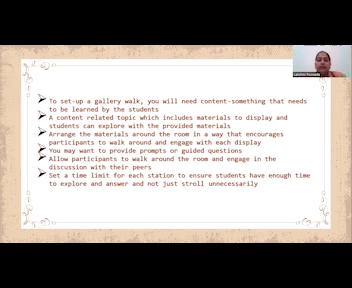 To set-up a gallery walk, you will need content-something that needs
to be learned by the students
A content related topic which includes materials to display and
students can explore with the provided materials
Arrange the materials around the room in a way that encourages
participants to walk around and engage with each display
You may want to provide prompts or guided questions
Allow participants to walk around the room and engage in the
discussion with their peers
Set a time limit for each station to ensure students have enough time
to explore and answer and not just stroll unnecessarily